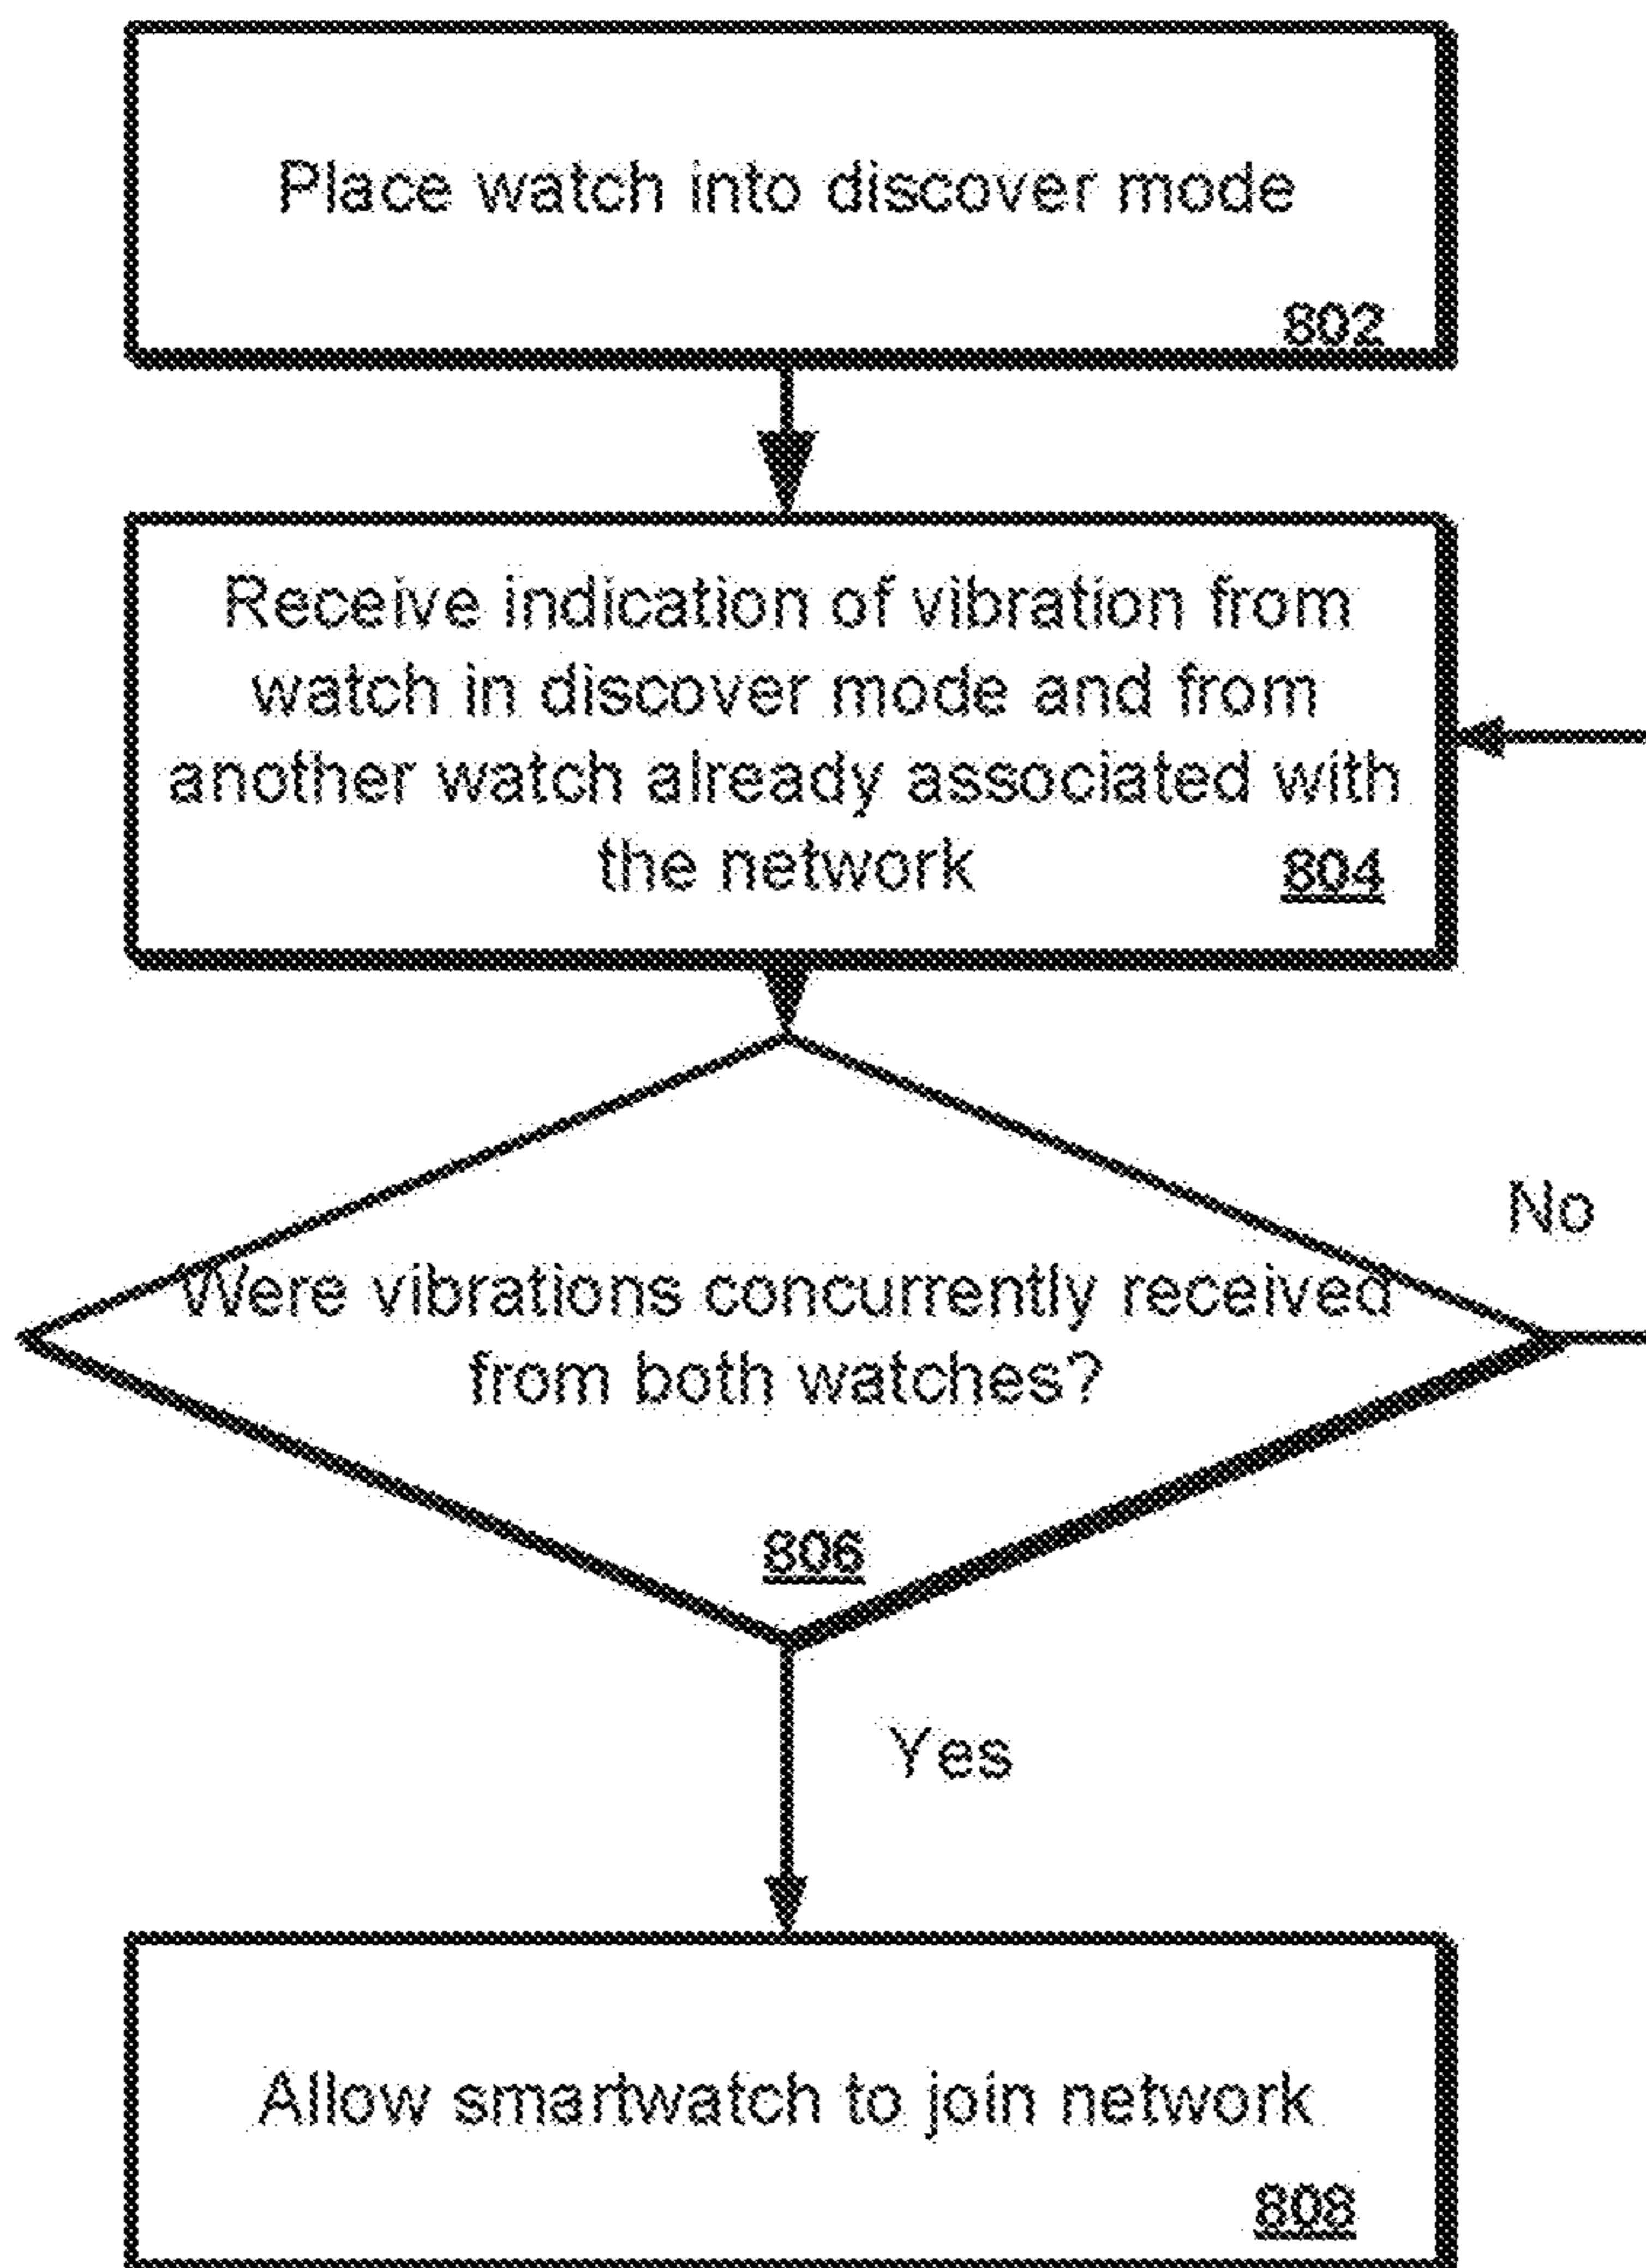 Place watch into discover mode
802
Receive indication of vibration from
watch in discover mode and from
another watch already associated with
the network 804
No
Were vibrations concurrently received
from both watches?
806
Yes
Allow smartwatch to join network
808